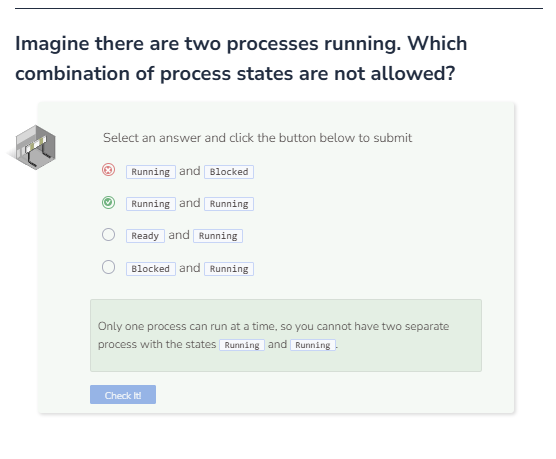 Imagine there are two processes running. Which
combination of process states are not allowed?
Select an answer and click the button below to submit
Running and Blocked
Running and Running
Ready and Running
Blocked and Running
Only one process can run at a time, so you cannot have two separate
process with the states Running and Running.
Check It!